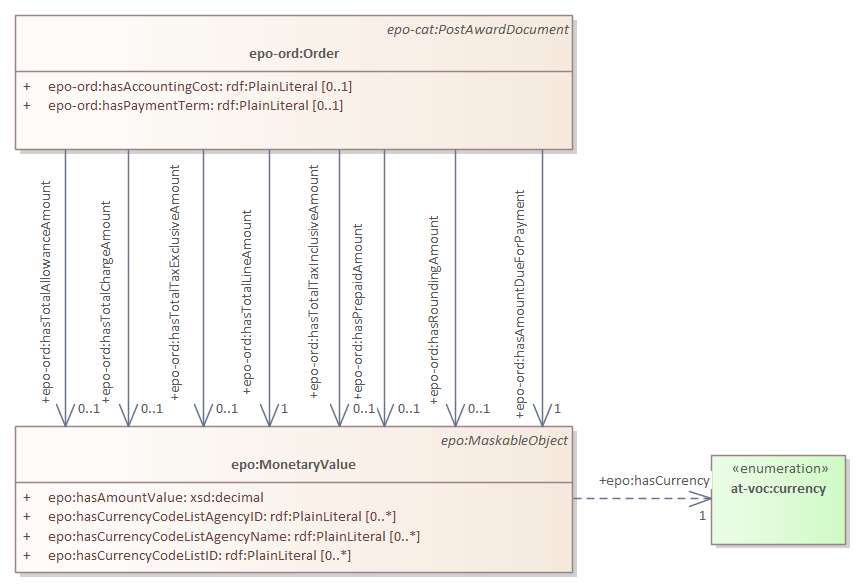 epo-cat:PostAwardDocument
epo-ord:Order
+ epo-ord:hasAccountingCost: rdf:PlainLiteral [0..1]
+ epo-ord:hasPaymentTerm: rdf:PlainLiteral [0..1]
+epo-ord:hasTotalAllowanceAmount
+epo-ord:hasTotalChargeAmount
+epo-ord:hasTotalTaxExclusiveAmount
+epo-ord:hasTotalLineAmount
+epo-ord:hasTotalTaxInclusiveAmount
+epo-ord:hasPrepaidAmount
+epo-ord:hasRoundingAmount
+epo-ord:hasAmountDueForPayment
0..1 0..1 0..1 1 0..1 0..1 0..1 1
epo:MaskableObject
epo:MonetaryValue
+ epo:hasAmountValue: xsd:decimal
+ epo:hasCurrencyCodeListAgencyID: rdf:PlainLiteral [0..*]
+ epo:hasCurrencyCodeListAgencyName: rdf:PlainLiteral [0..*]
+ epo:hasCurrencyCodeListID: rdf:PlainLiteral [0..*]
+epo:hasCurrency
1
«enumeration»
at-voc:currency